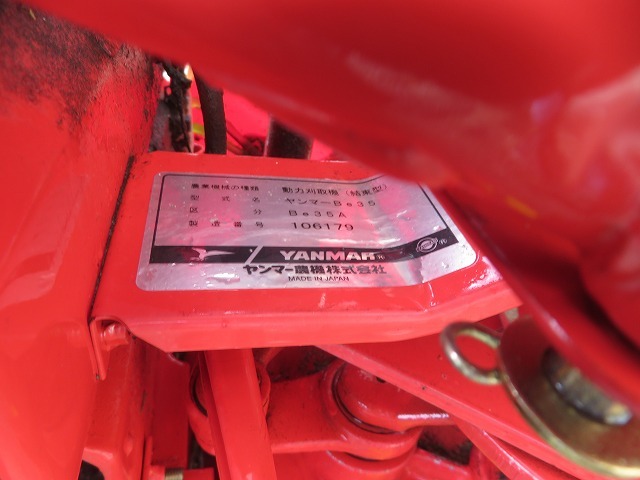 農業機械の種類 動力刈取機（結束型）
型式名 ヤンマーBe35
区分 Be35A
製造番号 106179
YANMAR®
ヤンマー農機株式会社 ®
MADE IN JAPAN